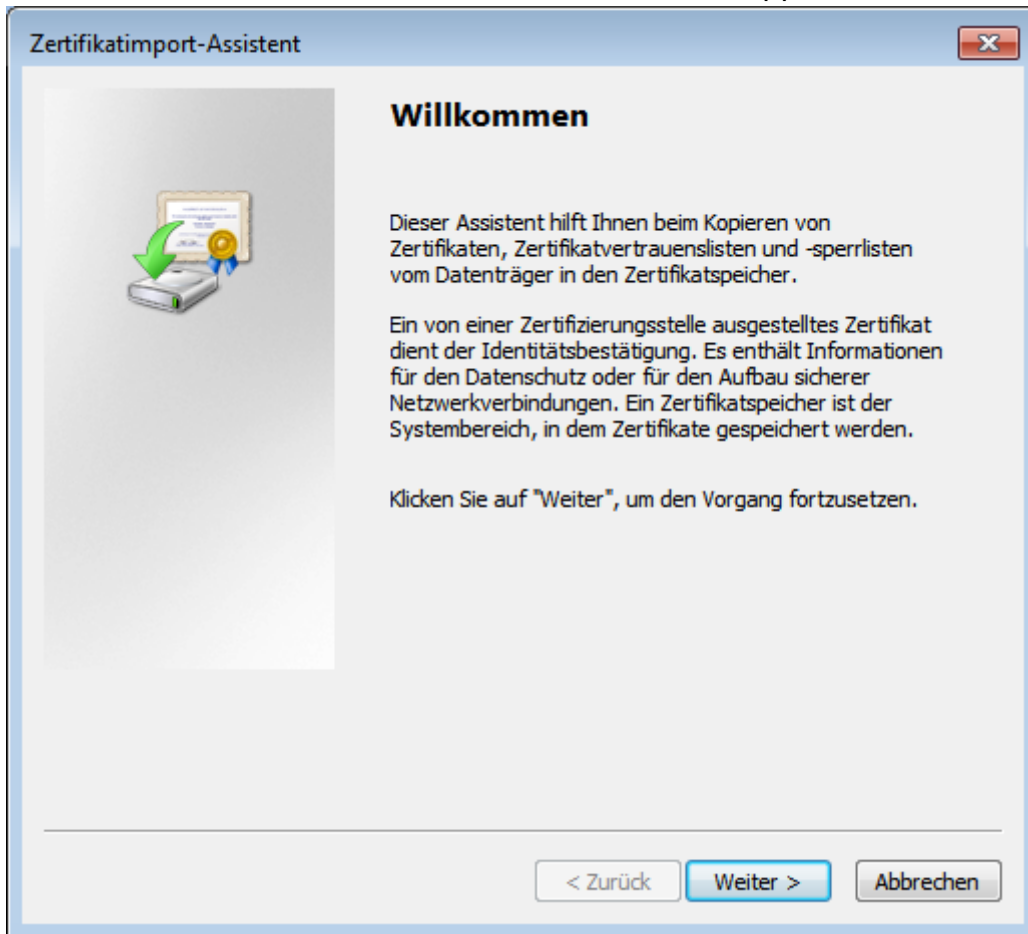 Zertifikatimport-Assistent
Willkommen
Dieser Assistent hilft Ihnen beim Kopieren von
Zertifikaten, Zertifikatvertrauenslisten und -sperrlisten
vom Datenträger in den Zertifikatspeicher.
Ein von einer Zertifizierungsstelle ausgestelltes Zertifikat
dient der Identitätsbestätigung. Es enthält Informationen
für den Datenschutz oder für den Aufbau sicherer
Netzwerkverbindungen. Ein Zertifikatspeicher ist der
Systembereich, in dem Zertifikate gespeichert werden.
Klicken Sie auf "Weiter", um den Vorgang fortzusetzen.
< Zurück Weiter > Abbrechen